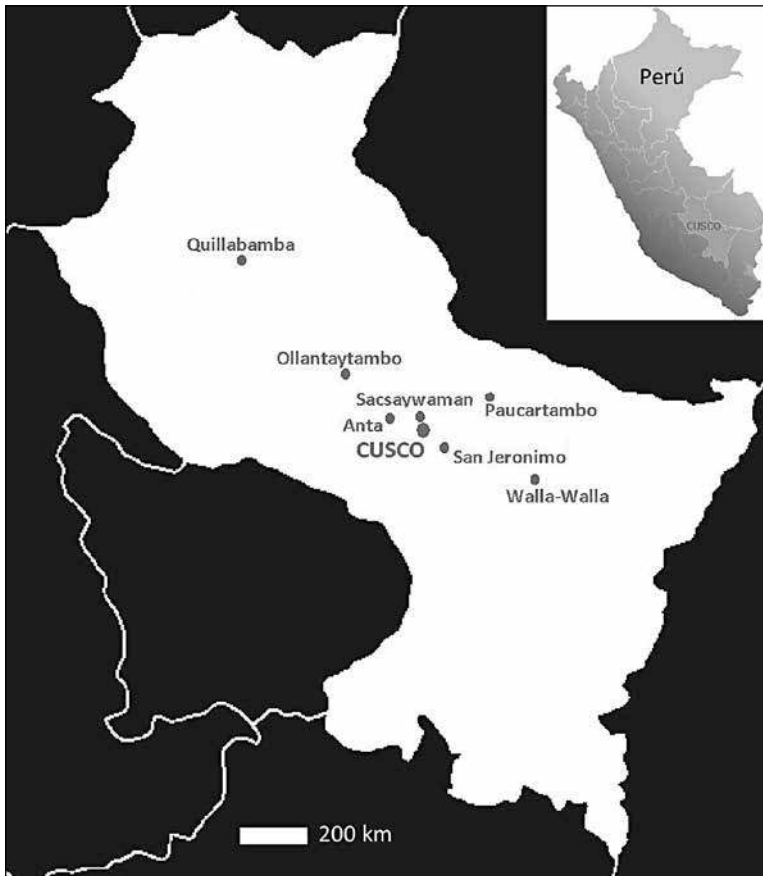 Perú
CUSCO
Quillabamba
Ollantaytambo
Sacsaywaman
Paucartambo
Anta
CUSCO
San Jeronimo
Walla-Walla
200 km